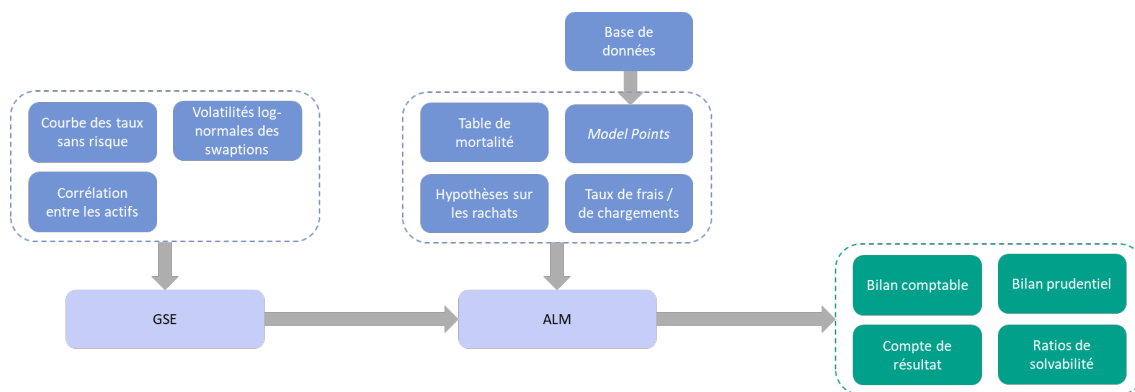 Base de
données
Courbe des taux
sans risque
Volatilités log-
normales des
swaptions
Corrélation
entre les actifs
Table de
mortalité
Model Points
Hypothèses sur
les rachats
Taux de frais /
de chargements
GSE
ALM
Bilan comptable
Bilan prudentiel
Compte de
résultat
Ratios de
solvabilité